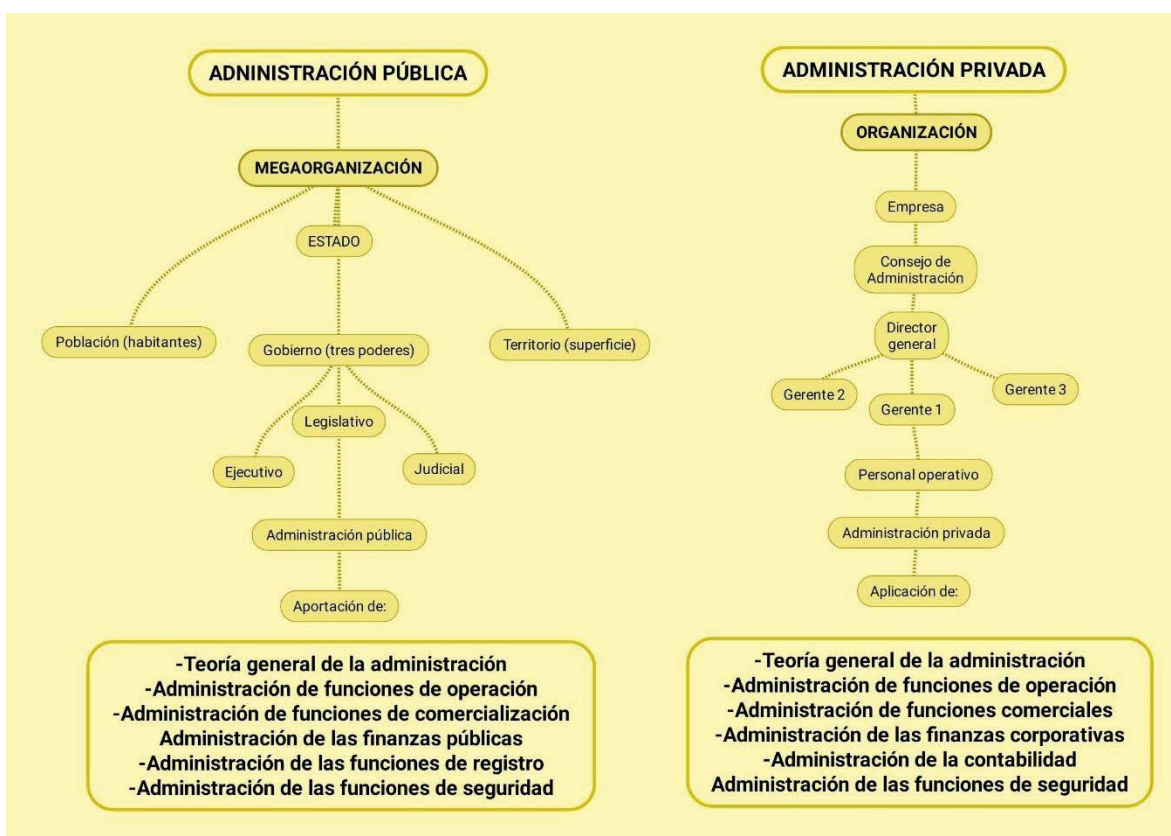 ADNINISTRACIÓN PÚBLICA
MEGAORGANIZACIÓN
ESTADO
Población (habitantes)
Gobierno (tres poderes)
Territorio (superficie)
Legislativo
Ejecutivo
Judicial
Administración pública
Aportación de:
-Teoría general de la administración
-Administración de funciones de operación
-Administración de funciones de comercialización
Administración de las finanzas públicas
-Administración de las funciones de registro
-Administración de las funciones de seguridad
ADMINISTRACIÓN PRIVADA
ORGANIZACIÓN
Empresa
Consejo de
Administración
Director
general
Gerente 2
Gerente 1
Gerente 3
Personal operativo
Administración privada
Aplicación de:
-Teoría general de la administración
-Administración de funciones de operación
-Administración de funciones comerciales
-Administración de las finanzas corporativas
-Administración de la contabilidad
Administración de las funciones de seguridad